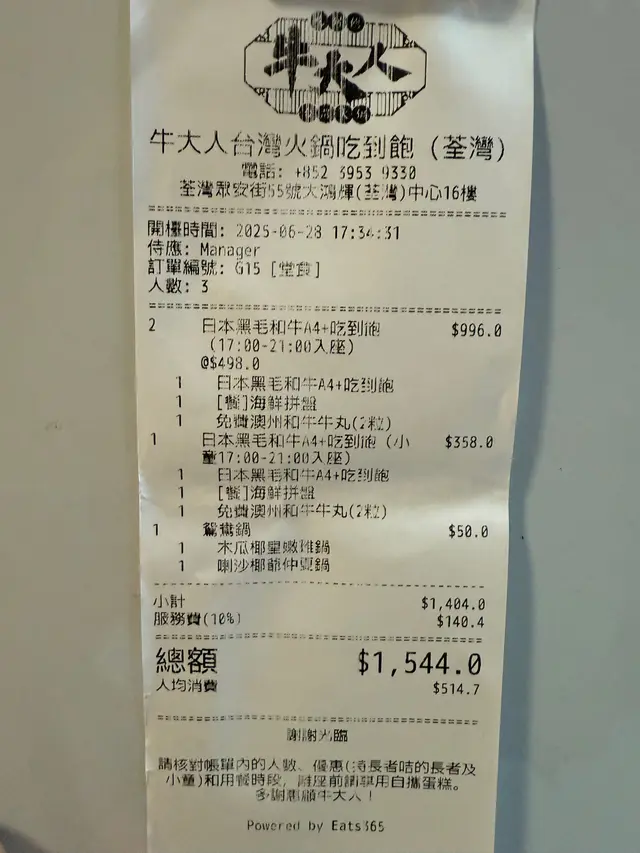 牛大人
牛大人台灣火鍋吃到飽 (荃灣)
電話: +852 3953 9330
荃灣眾安街55號大鴻輝(荃灣)中心16樓
開檯時間: 2025-06-28 17:34:31
侍應: Manager
訂單編號: G15 [堂食]
人數: 3
2 日本黑毛和牛A4+吃到飽 $996.0
(17:00-21:00入座)
@$498.0
1 日本黑毛和牛A4+吃到飽
1 [餐]海鮮拼盤
1 免費澳州和牛牛丸(2粒)
1 日本黑毛和牛A4+吃到飽 (小 $358.0
童17:00-21:00入座)
1 日本黑毛和牛A4+吃到飽
1 [餐]海鮮拼盤
1 免費澳州和牛牛丸(2粒)
1 鴛鴦鍋 $50.0
1 木瓜椰皇嫩雞鍋
1 喇沙椰爺仲夏鍋
小計 $1,404.0
服務費(10%) $140.4
總額 $1,544.0
人均消費 $514.7
謝謝光臨
請核對帳單內的人數、優惠(持長者咭的長者及
小童)和用餐時段, 離座前請享用自攜蛋糕。
多謝惠顧牛大人!
Powered by Eats365